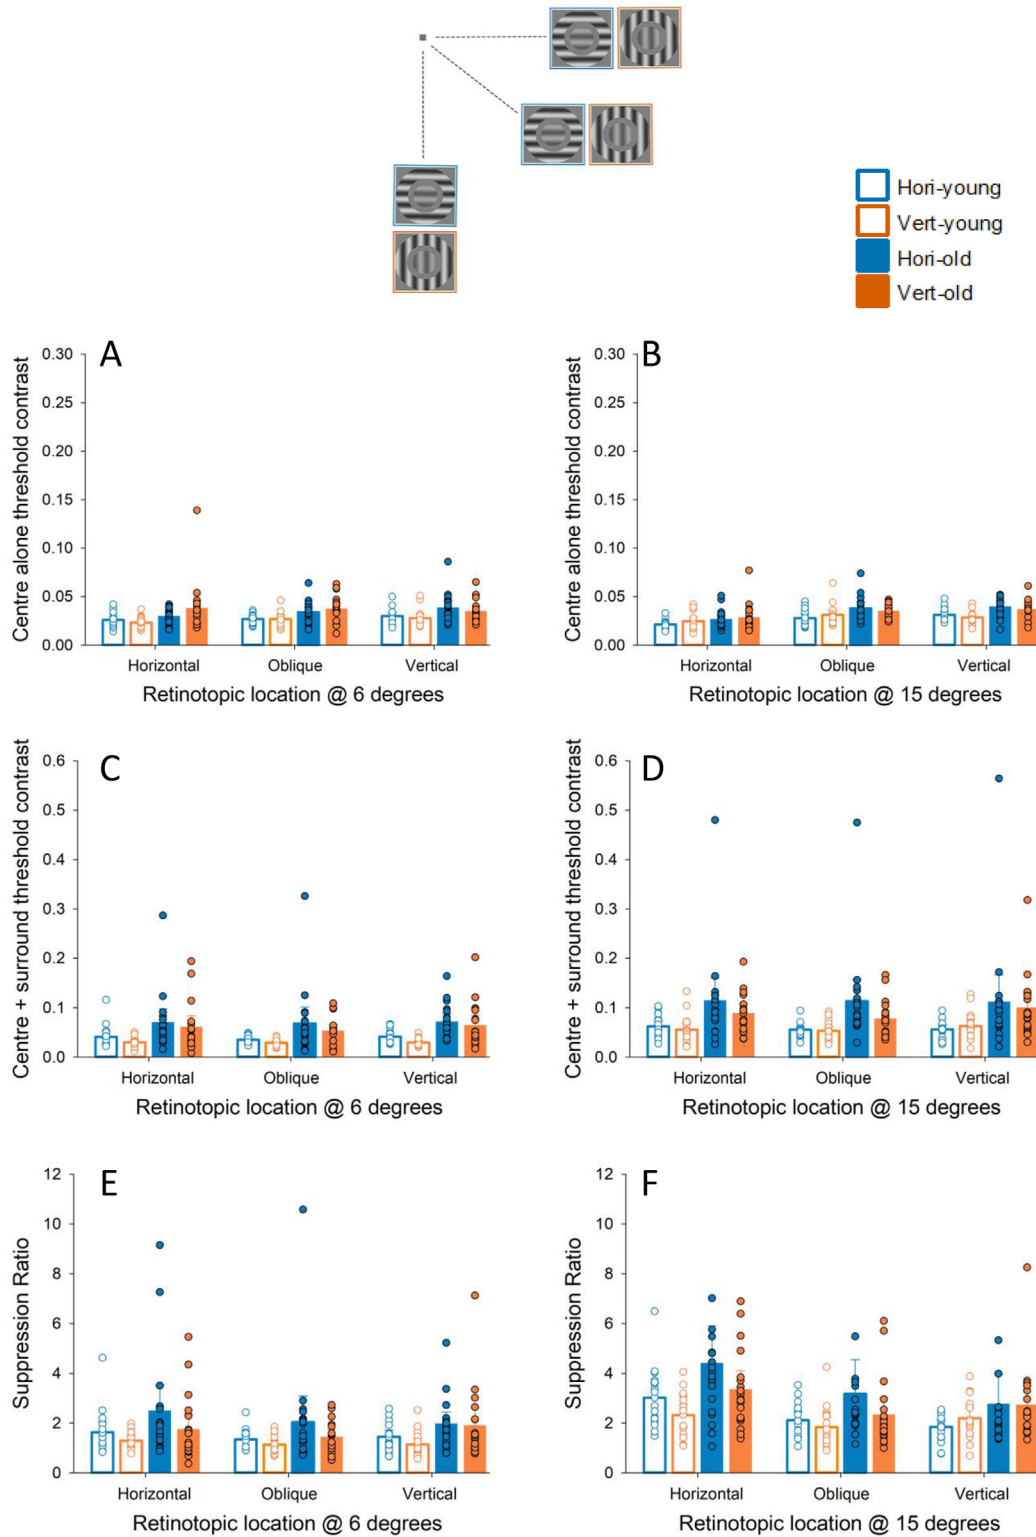 Hori-young
Vert-young
Hori-old
Vert-old
A
B
Centre alone threshold contrast
0.30
0.25
0.20
0.15
0.10
0.05
0.00
Horizontal Oblique Vertical
Retinotopic location @ 6 degrees
Centre alone threshold contrast
0.30
0.25
0.20
0.15
0.10
0.05
0.00
Horizontal Oblique Vertical
Retinotopic location @ 15 degrees
C
D
Centre + surround threshold contrast
0.6
0.5
0.4
0.3
0.2
0.1
0.0
Horizontal Oblique Vertical
Retinotopic location @ 6 degrees
Centre + surround threshold contrast
0.6
0.5
0.4
0.3
0.2
0.1
0.0
Horizontal Oblique Vertical
Retinotopic location @ 15 degrees
E
F
Suppression Ratio
12
10
8
6
4
2
0
Horizontal Oblique Vertical
Retinotopic location @ 6 degrees
Suppression Ratio
12
10
8
6
4
2
0
Horizontal Oblique Vertical
Retinotopic location @ 15 degrees